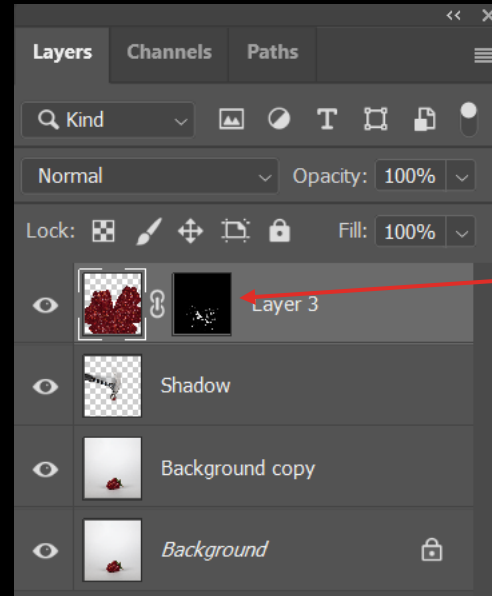 Layers Channels Paths
Kind
Normal Opacity: 100%
Lock: Fill: 100%
Layer 3
Shadow
Background copy
Background